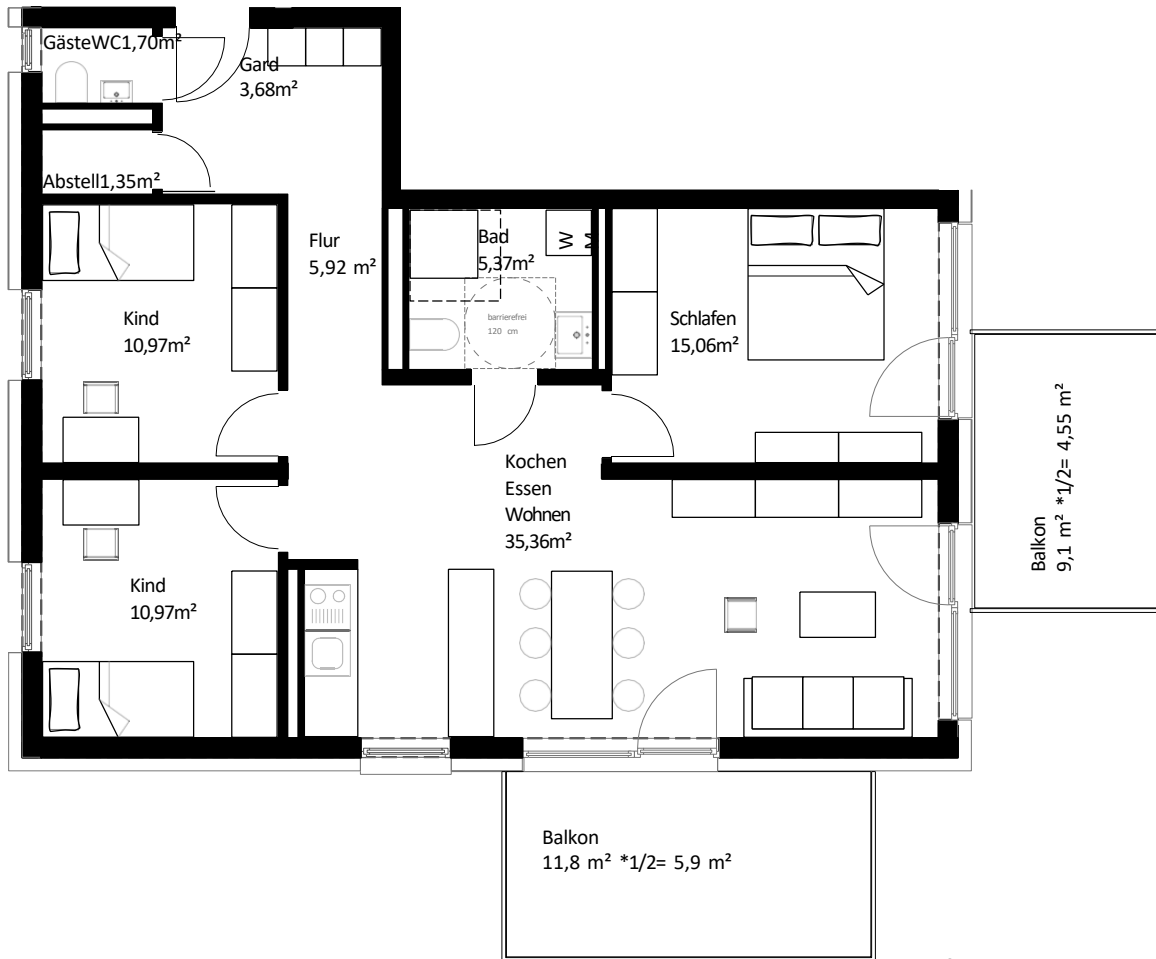 GästeWC1,70m²
Gard
3,68m²
Abstell1,35m²
Flur
5,92 m²
Bad
5,37m²
W
M
barrierefrei
120 cm
Kind
10,97m²
Schlafen
15,06m²
Kochen
Essen
Wohnen
35,36m²
Balkon
9,1 m² *1/2= 4,55 m²
Kind
10,97m²
Balkon
11,8 m² *1/2= 5,9 m²